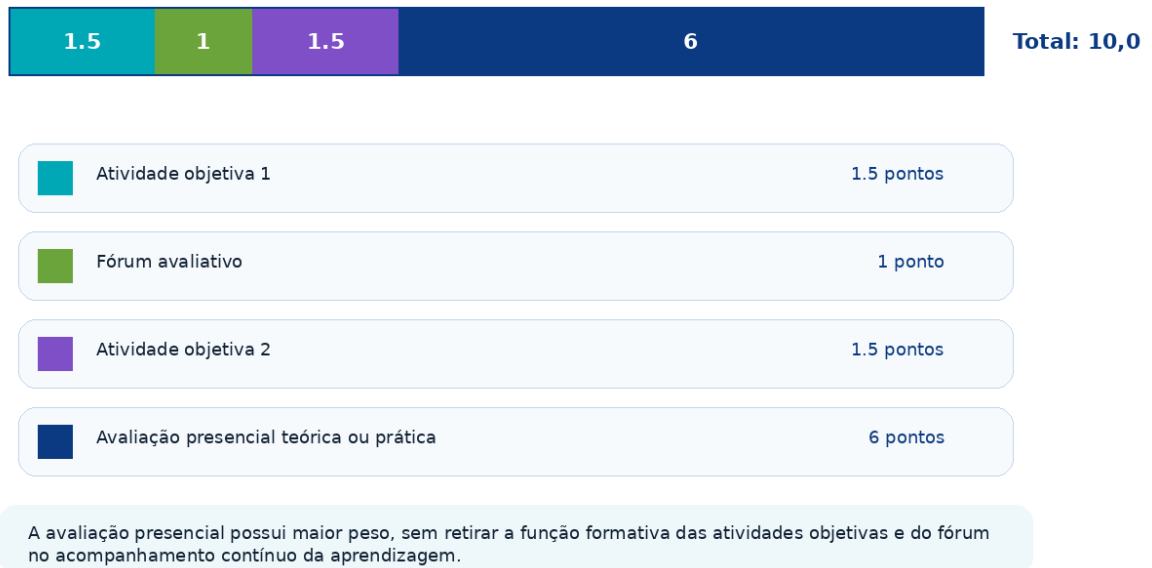 1.5 1 1.5 6 Total: 10,0
Atividade objetiva 1 1.5 pontos
Fórum avaliativo 1 ponto
Atividade objetiva 2 1.5 pontos
Avaliação presencial teórica ou prática 6 pontos
A avaliação presencial possui maior peso, sem retirar a função formativa das atividades objetivas e do fórum
no acompanhamento contínuo da aprendizagem.